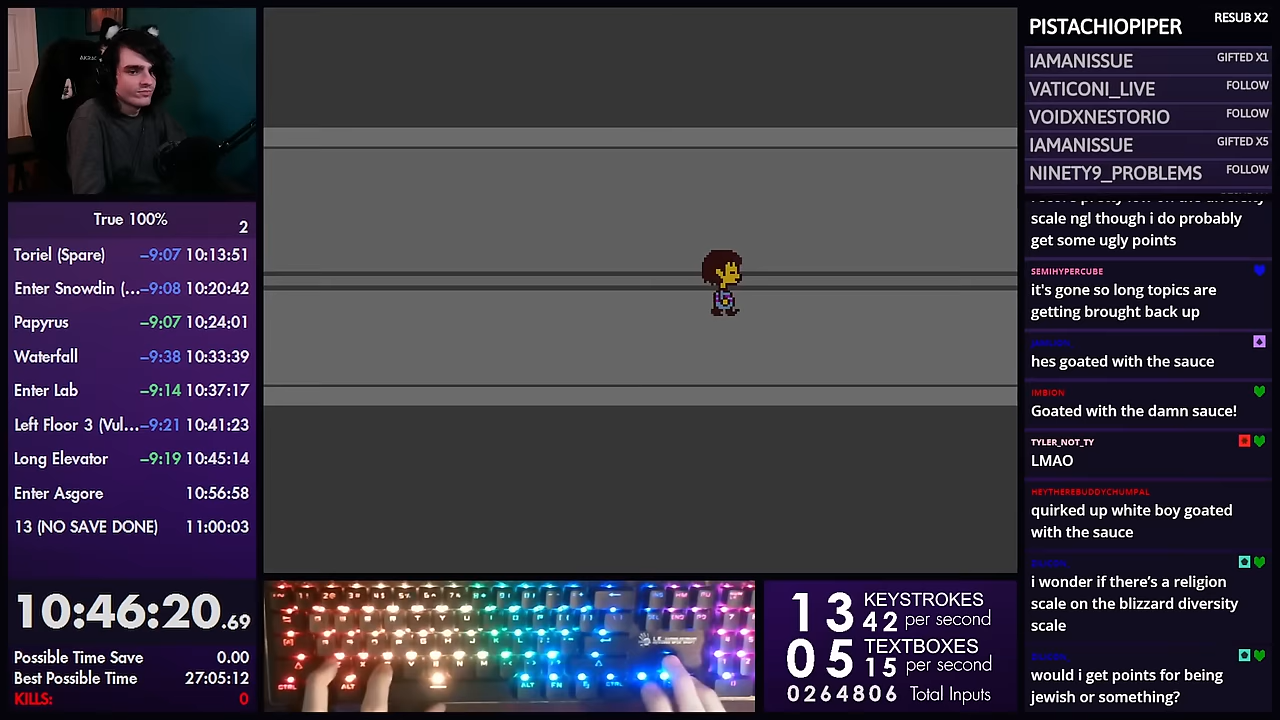 True 100%
2
Toriel (Spare) −9:07 10:13:51
Enter Snowdin (... −9:08 10:20:42
Papyrus −9:07 10:24:01
Waterfall −9:38 10:33:39
Enter Lab −9:14 10:37:17
Left Floor 3 (Vul... −9:21 10:41:23
Long Elevator −9:19 10:45:14
Enter Asgore 10:56:58
13 (NO SAVE DONE) 11:00:03
10:46:20.69
Possible Time Save 0.00
Best Possible Time 27:05:12
KILLS: 0
13 KEYSTROKES
42 per second
05 TEXTBOXES
15 per second
0264806 Total Inputs
PISTACHIOPIPER RESUB X2
IAMANISSUE GIFTED X1
VATICONI_LIVE FOLLOW
VOIDXNESTORIO FOLLOW
IAMANISSUE GIFTED X5
NINETY9_PROBLEMS FOLLOW
scale ngl though i do probably
get some ugly points
SEMIHYPERCUBE
it's gone so long topics are
getting brought back up
hes goated with the sauce
IMBION
Goated with the damn sauce!
TYLER_NOT_TY
LMAO
HEYTHEREBUDDYCHUMPAL
quirked up white boy goated
with the sauce
i wonder if there's a religion
scale on the blizzard diversity
scale
would i get points for being
jewish or something?